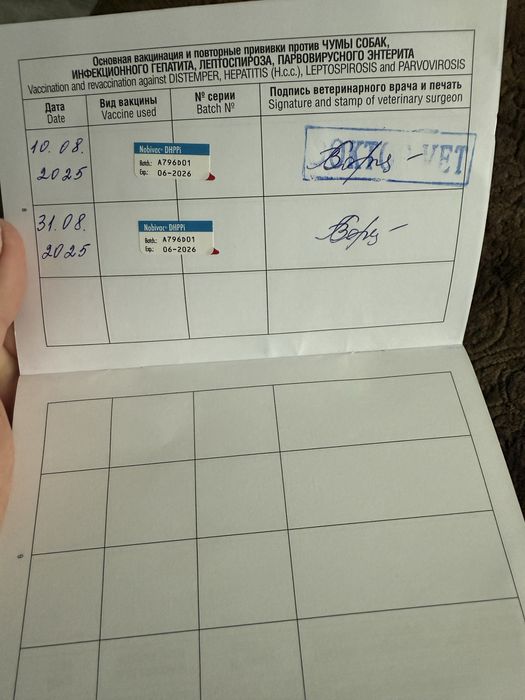 Основная вакцинация и повторные прививки против ЧУМЫ СОБАК,
ИНФЕКЦИОННОГО ГЕПАТИТА, ЛЕПТОСПИРОЗА, ПАРВОВИРУСНОГО ЭНТЕРИТА
Vaccination and revaccination against DISTEMPER, HEPATITIS (H.c.c.), LEPTOSPIROSIS and PARVOVIROSIS
Дата Вид вакцины № серии Подпись ветеринарного врача и печать
Date Vaccine used Batch № Signature and stamp of veterinary surgeon
10.08.
2025
Nobivac® DHPPi
Batch: A796D01
Exp.: 06-2026
31.08.
2025
Nobivac® DHPPi
Batch: A796D01
Exp.: 06-2026
8
9